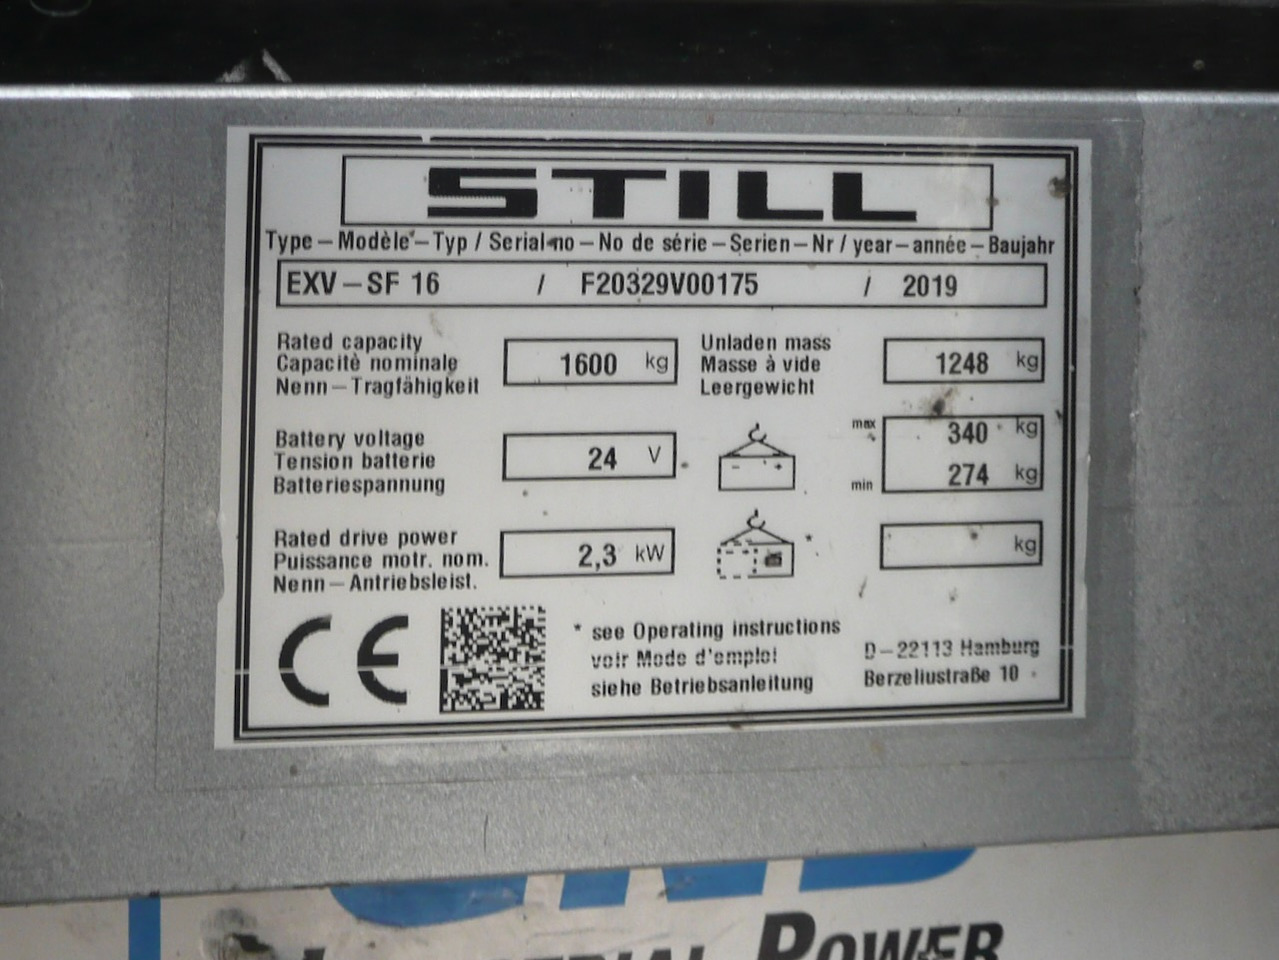 STILL
Type – Modèle – Typ / Serial-no – No de série – Serien – Nr / year – année – Baujahr
EXV – SF 16 / F20329V00175 / 2019
Rated capacity
Capacitè nominale
Nenn – Tragfähigkeit
1600 kg
Unladen mass
Masse à vide
Leergewicht
1248 kg
Battery voltage
Tension batterie
Batteriespannung
24 V
- +
max 340 kg
min 274 kg
Rated drive power
Puissance motr. nom.
Nenn – Antriebsleist.
2,3 kW
*
kg
CE
* see Operating instructions
voir Mode d'emploi
siehe Betriebsanleitung
D – 22113 Hamburg
Berzeliustraße 10
POWER